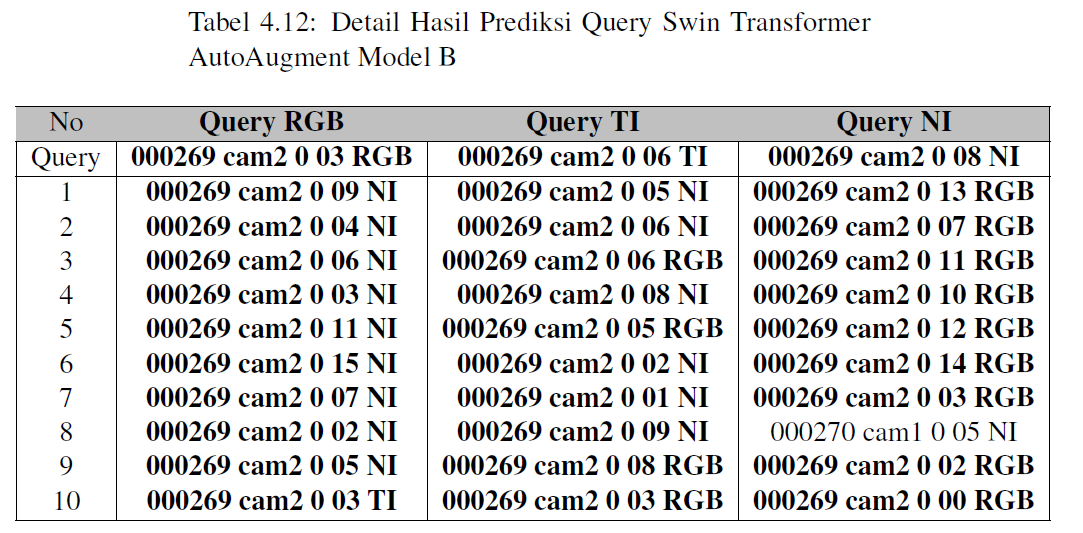 Tabel 4.12: Detail Hasil Prediksi Query Swin Transformer
AutoAugment Model B
No Query RGB Query TI Query NI
Query 000269 cam2 0 03 RGB 000269 cam2 0 06 TI 000269 cam2 0 08 NI
1 000269 cam2 0 09 NI 000269 cam2 0 05 NI 000269 cam2 0 13 RGB
2 000269 cam2 0 04 NI 000269 cam2 0 06 NI 000269 cam2 0 07 RGB
3 000269 cam2 0 06 NI 000269 cam2 0 06 RGB 000269 cam2 0 11 RGB
4 000269 cam2 0 03 NI 000269 cam2 0 08 NI 000269 cam2 0 10 RGB
5 000269 cam2 0 11 NI 000269 cam2 0 05 RGB 000269 cam2 0 12 RGB
6 000269 cam2 0 15 NI 000269 cam2 0 02 NI 000269 cam2 0 14 RGB
7 000269 cam2 0 07 NI 000269 cam2 0 01 NI 000269 cam2 0 03 RGB
8 000269 cam2 0 02 NI 000269 cam2 0 09 NI 000270 cam1 0 05 NI
9 000269 cam2 0 05 NI 000269 cam2 0 08 RGB 000269 cam2 0 02 RGB
10 000269 cam2 0 03 TI 000269 cam2 0 03 RGB 000269 cam2 0 00 RGB